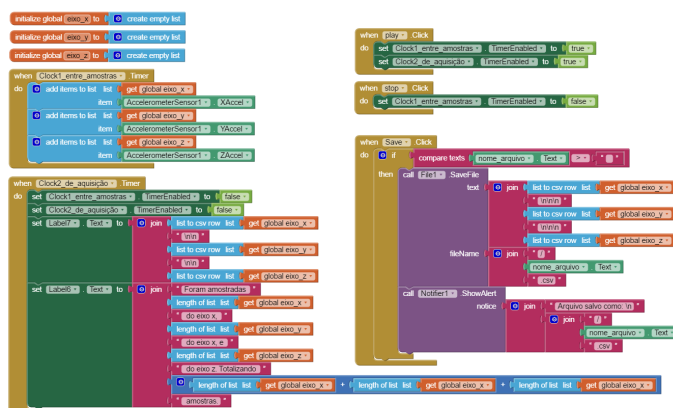 initialize global eixo_x to create empty list
initialize global eixo_y to create empty list
initialize global eixo_z to create empty list
when Clock1_entre_amostras .Timer
do add items to list list get global eixo_x
item AccelerometerSensor1 . XAccel
add items to list list get global eixo_y
item AccelerometerSensor1 . YAccel
add items to list list get global eixo_z
item AccelerometerSensor1 . ZAccel
when Clock2_de_aquisição .Timer
do set Clock1_entre_amostras . TimerEnabled to false
set Clock2_de_aquisição . TimerEnabled to false
set Label7 . Text to join list to csv row list get global eixo_x
" \n\n "
list to csv row list get global eixo_y
" \n\n "
list to csv row list get global eixo_z
set Label6 . Text to join " Foram amostradas "
length of list list get global eixo_x
" do eixo x, "
length of list list get global eixo_y
" do eixo x, e "
length of list list get global eixo_z
" do eixo z. Totalizando "
length of list list get global eixo_x + length of list list get global eixo_x + length of list list get global eixo_x
" amostras. "
when play .Click
do set Clock1_entre_amostras . TimerEnabled to true
set Clock2_de_aquisição . TimerEnabled to true
when stop .Click
do set Clock1_entre_amostras . TimerEnabled to false
when Save .Click
do if compare texts nome_arquivo . Text > " "
then call File1 .SaveFile
text join list to csv row list get global eixo_x
" \n\n\n "
list to csv row list get global eixo_y
" \n\n\n "
list to csv row list get global eixo_z
fileName join " / "
nome_arquivo . Text
" .csv "
call Notifier1 .ShowAlert
notice join " Arquivo salvo como: \n "
join " / "
nome_arquivo . Text
" .csv "